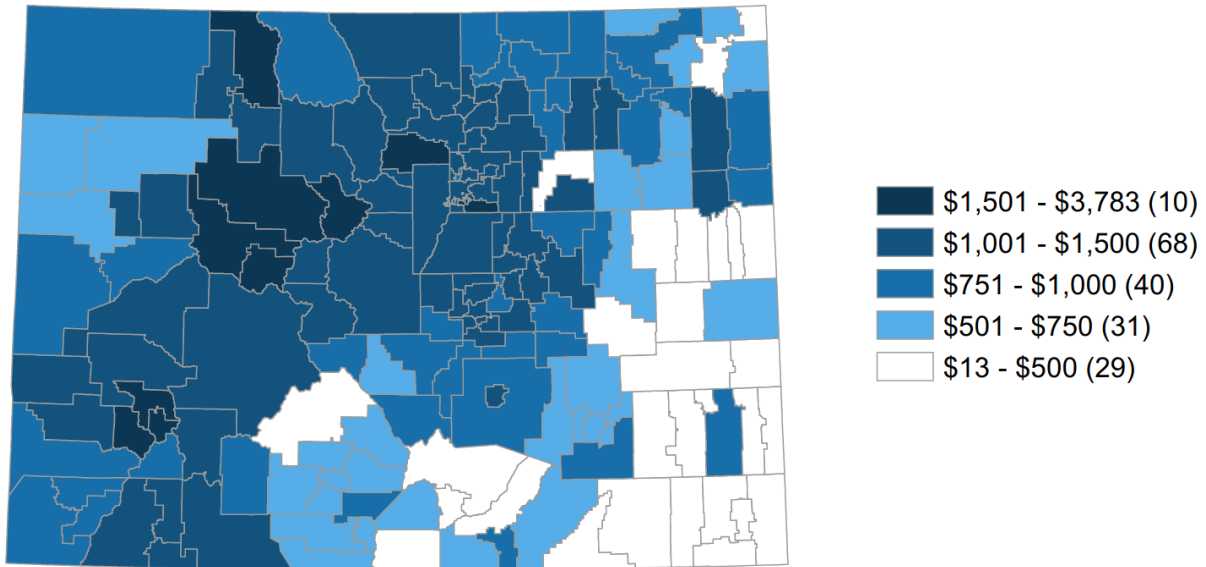 $1,501 - $3,783 (10)
$1,001 - $1,500 (68)
$751 - $1,000 (40)
$501 - $750 (31)
$13 - $500 (29)